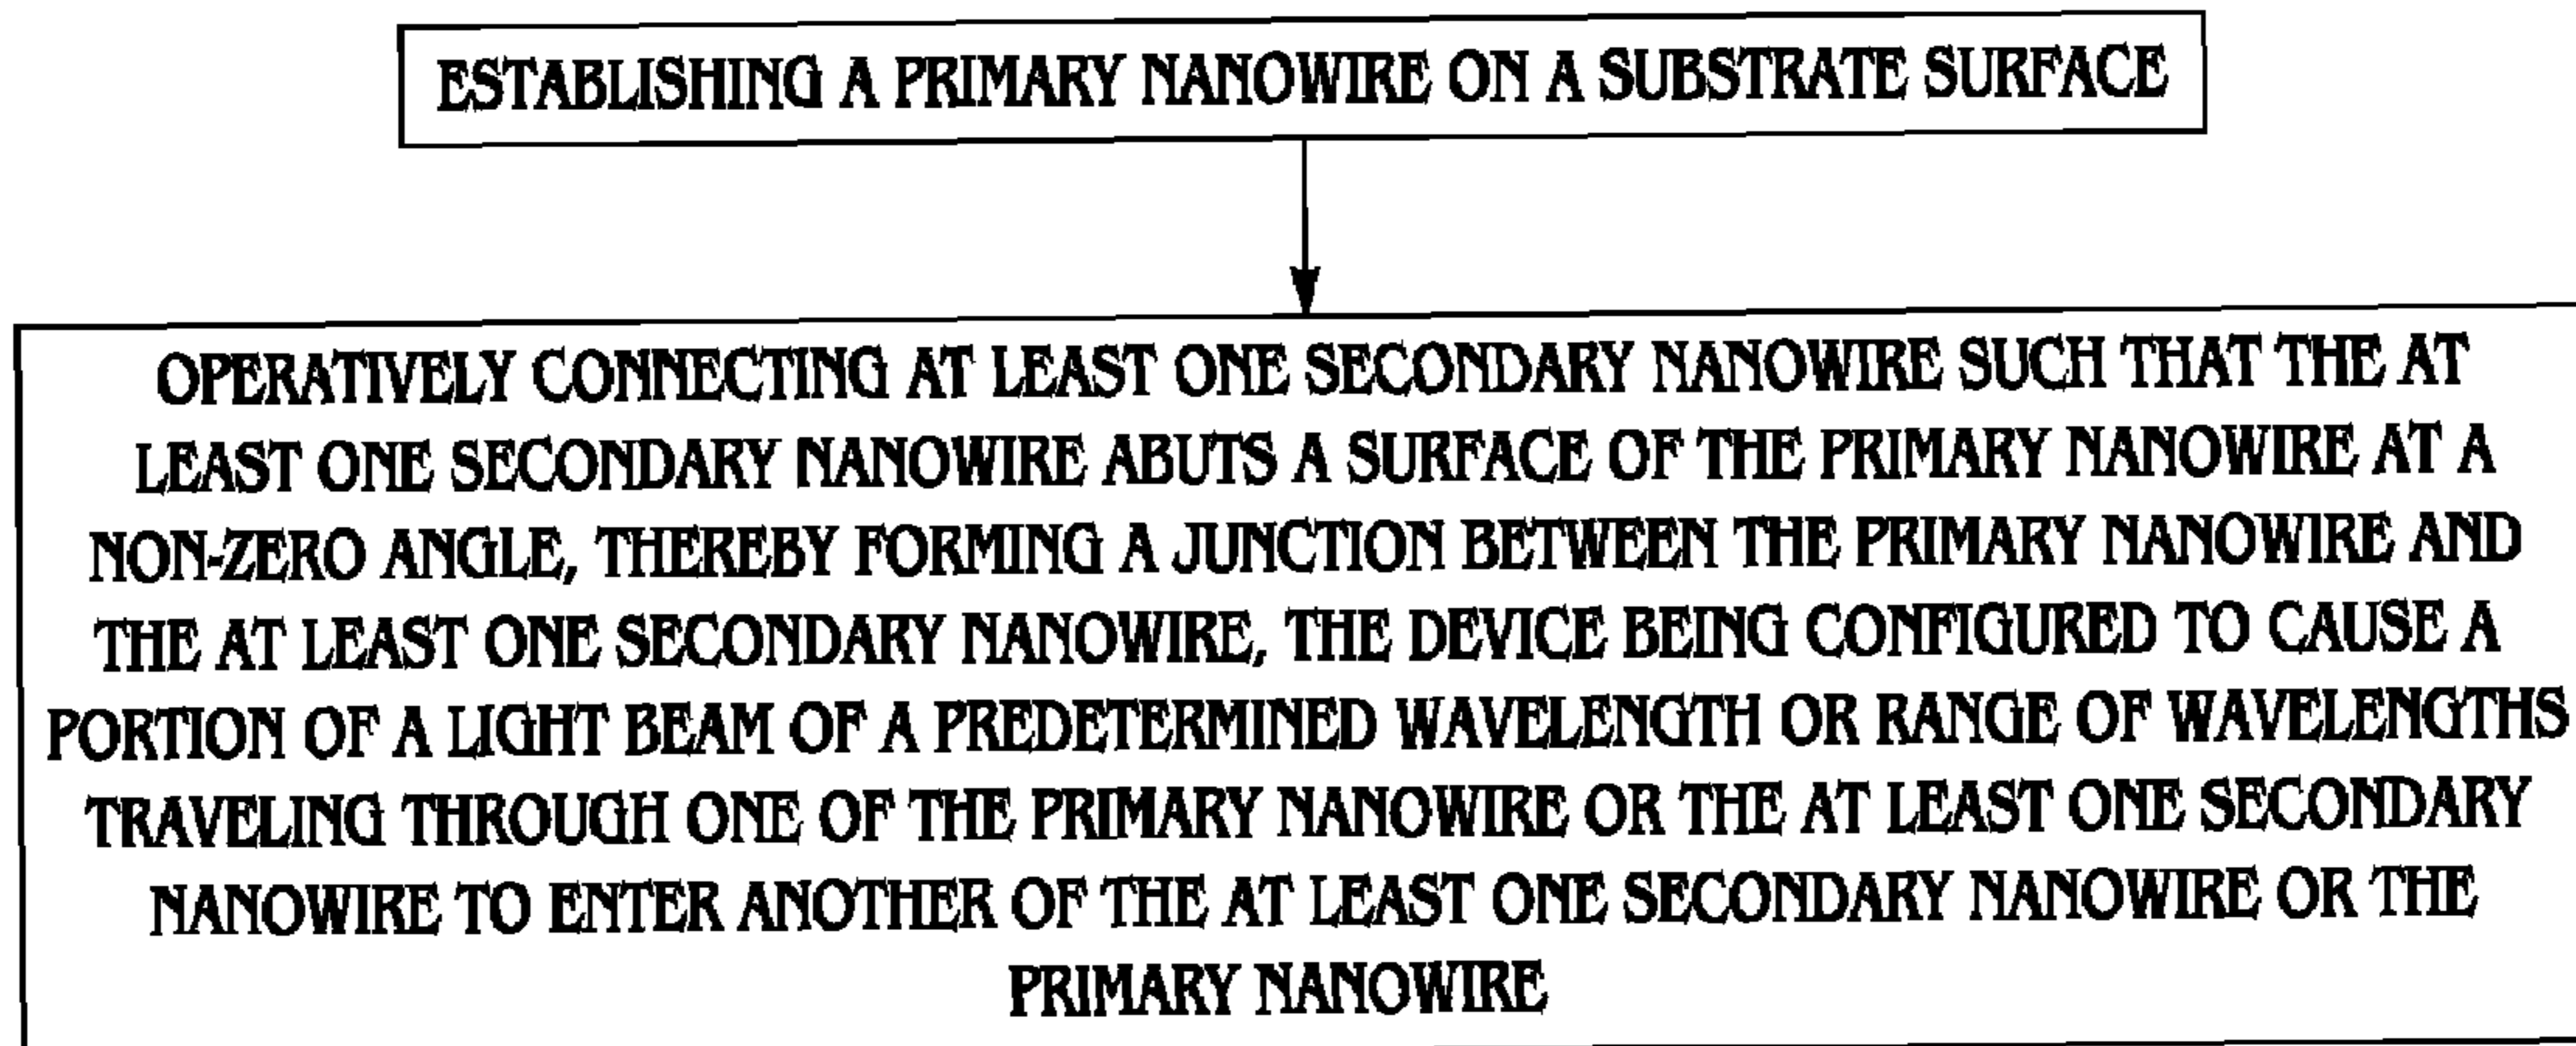 ESTABLISHING A PRIMARY NANOWIRE ON A SUBSTRATE SURFACE
OPERATIVELY CONNECTING AT LEAST ONE SECONDARY NANOWIRE SUCH THAT THE AT
LEAST ONE SECONDARY NANOWIRE ABUTS A SURFACE OF THE PRIMARY NANOWIRE AT A
NON-ZERO ANGLE, THEREBY FORMING A JUNCTION BETWEEN THE PRIMARY NANOWIRE AND
THE AT LEAST ONE SECONDARY NANOWIRE, THE DEVICE BEING CONFIGURED TO CAUSE A
PORTION OF A LIGHT BEAM OF A PREDETERMINED WAVELENGTH OR RANGE OF WAVELENGTHS
TRAVELING THROUGH ONE OF THE PRIMARY NANOWIRE OR THE AT LEAST ONE SECONDARY
NANOWIRE TO ENTER ANOTHER OF THE AT LEAST ONE SECONDARY NANOWIRE OR THE
PRIMARY NANOWIRE